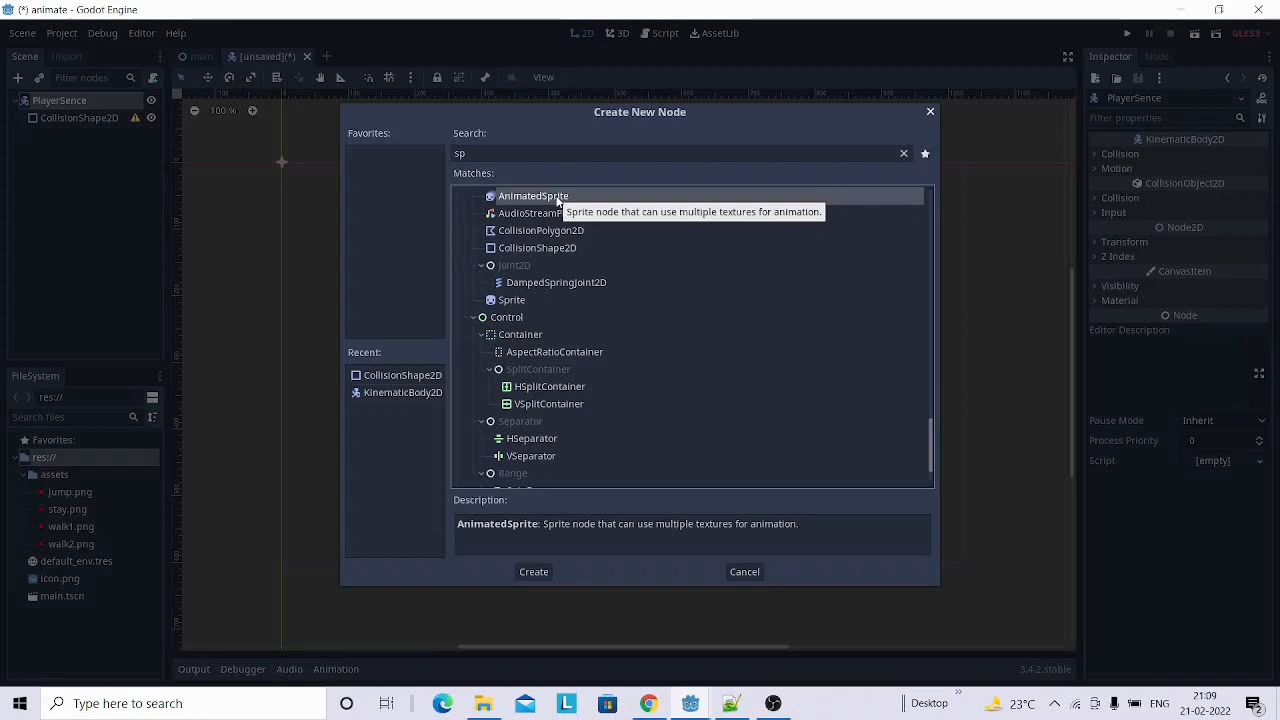 (*) animate - Godot Engine
Scene Project Debug Editor Help
2D 3D Script AssetLib
GLES3
Scene Import
main [unsaved](*)
Inspector Node
Filter nodes
View
PlayerSence
CollisionShape2D
100 %
Create New Node
Favorites:
Search:
sp
Matches:
AnimatedSprite
Sprite node that can use multiple textures for animation.
AudioStreamP
CollisionPolygon2D
CollisionShape2D
Joint2D
DampedSpringJoint2D
Sprite
Control
Container
AspectRatioContainer
SplitContainer
HSplitContainer
VSplitContainer
Separator
HSeparator
VSeparator
Range
Recent:
CollisionShape2D
KinematicBody2D
Description:
AnimatedSprite: Sprite node that can use multiple textures for animation.
Create Cancel
PlayerSence
Filter properties
KinematicBody2D
Collision
Motion
CollisionObject2D
Collision
Input
Node2D
Transform
Z Index
CanvasItem
Visibility
Material
Node
Editor Description
Pause Mode Inherit
Process Priority 0
Script [empty]
FileSystem
res://
Search files
Favorites:
res://
assets
jump.png
stay.png
walk1.png
walk2.png
default_env.tres
icon.png
main.tscn
Output Debugger Audio Animation
3.4.2.stable
Type here to search
Desktop
23°C
ENG
21:09
21-02-2022
2